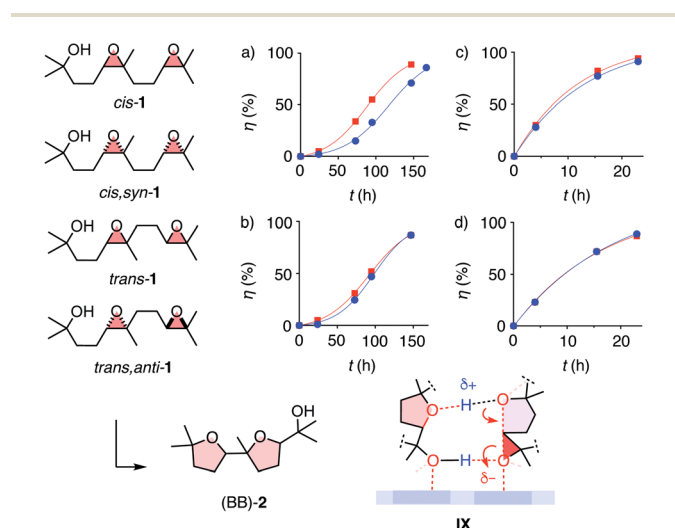 OH O O
cis-1
OH O O
cis,syn-1
OH O O
trans-1
OH O O
trans,anti-1
a)
100
50
0
η (%)
0 50 100 150
t (h)
c)
100
50
0
η (%)
0 10 20
t (h)
b)
100
50
0
η (%)
0 50 100 150
t (h)
d)
100
50
0
η (%)
0 10 20
t (h)
O O OH
(BB)-2
δ+
O H O
O H O
δ−
IX